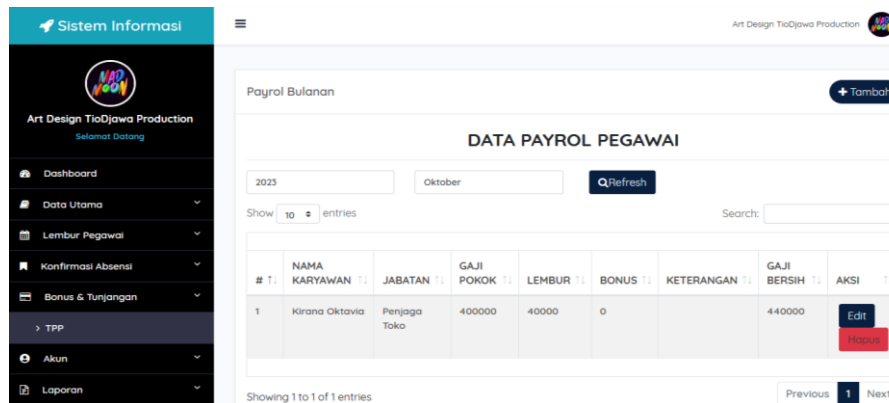 Sistem Informasi
Art Design TioDjawa Production
MAD
NOON
Art Design TioDjawa Production
Selamat Datang
Dashboard
Data Utama
Lembur Pegawai
Konfirmasi Absensi
Bonus & Tunjangan
> TPP
Akun
Laporan
Payrol Bulanan
+ Tambah
DATA PAYROL PEGAWAI
2023 Oktober Refresh
Show 10 entries Search:
# NAMA KARYAWAN JABATAN GAJI POKOK LEMBUR BONUS KETERANGAN GAJI BERSIH AKSI
1 Kirana Oktavia Penjaga Toko 400000 40000 0 440000 Edit
Hapus
Showing 1 to 1 of 1 entries Previous 1 Next